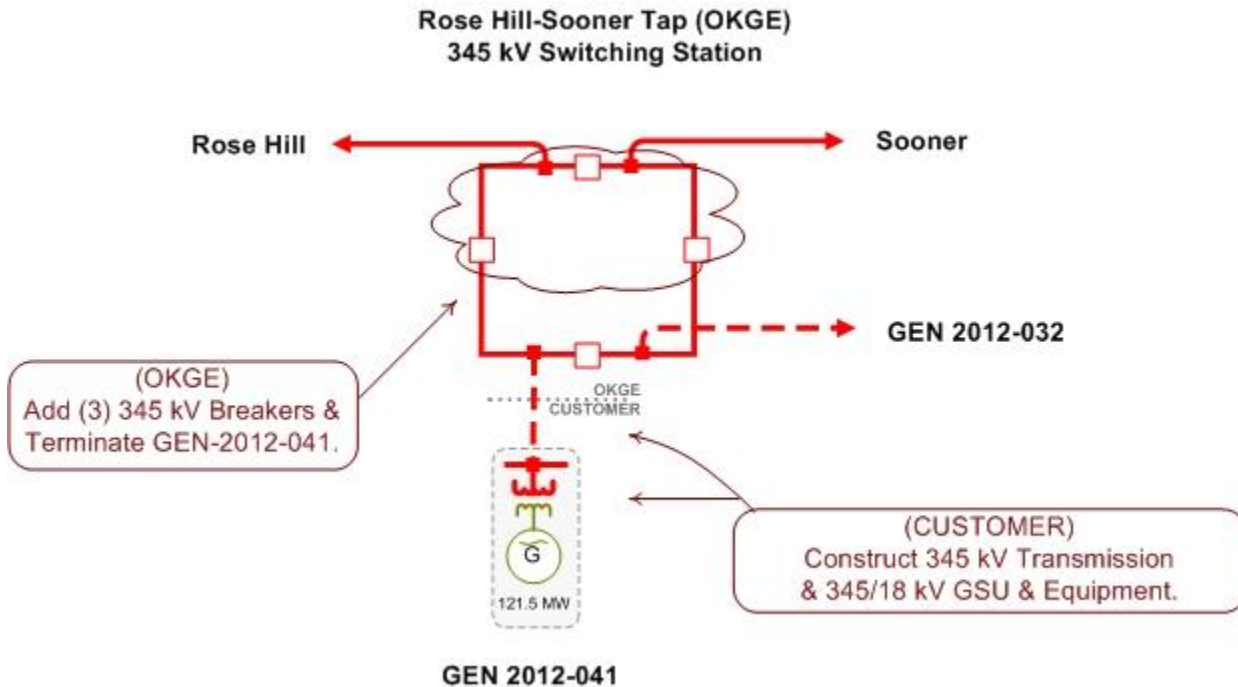 Rose Hill-Sooner Tap (OKGE)
345 kV Switching Station
Rose Hill
Sooner
GEN 2012-032
(OKGE)
Add (3) 345 kV Breakers &
Terminate GEN-2012-041.
OKGE
CUSTOMER
(CUSTOMER)
Construct 345 kV Transmission
& 345/18 kV GSU & Equipment.
G
121.5 MW
GEN 2012-041